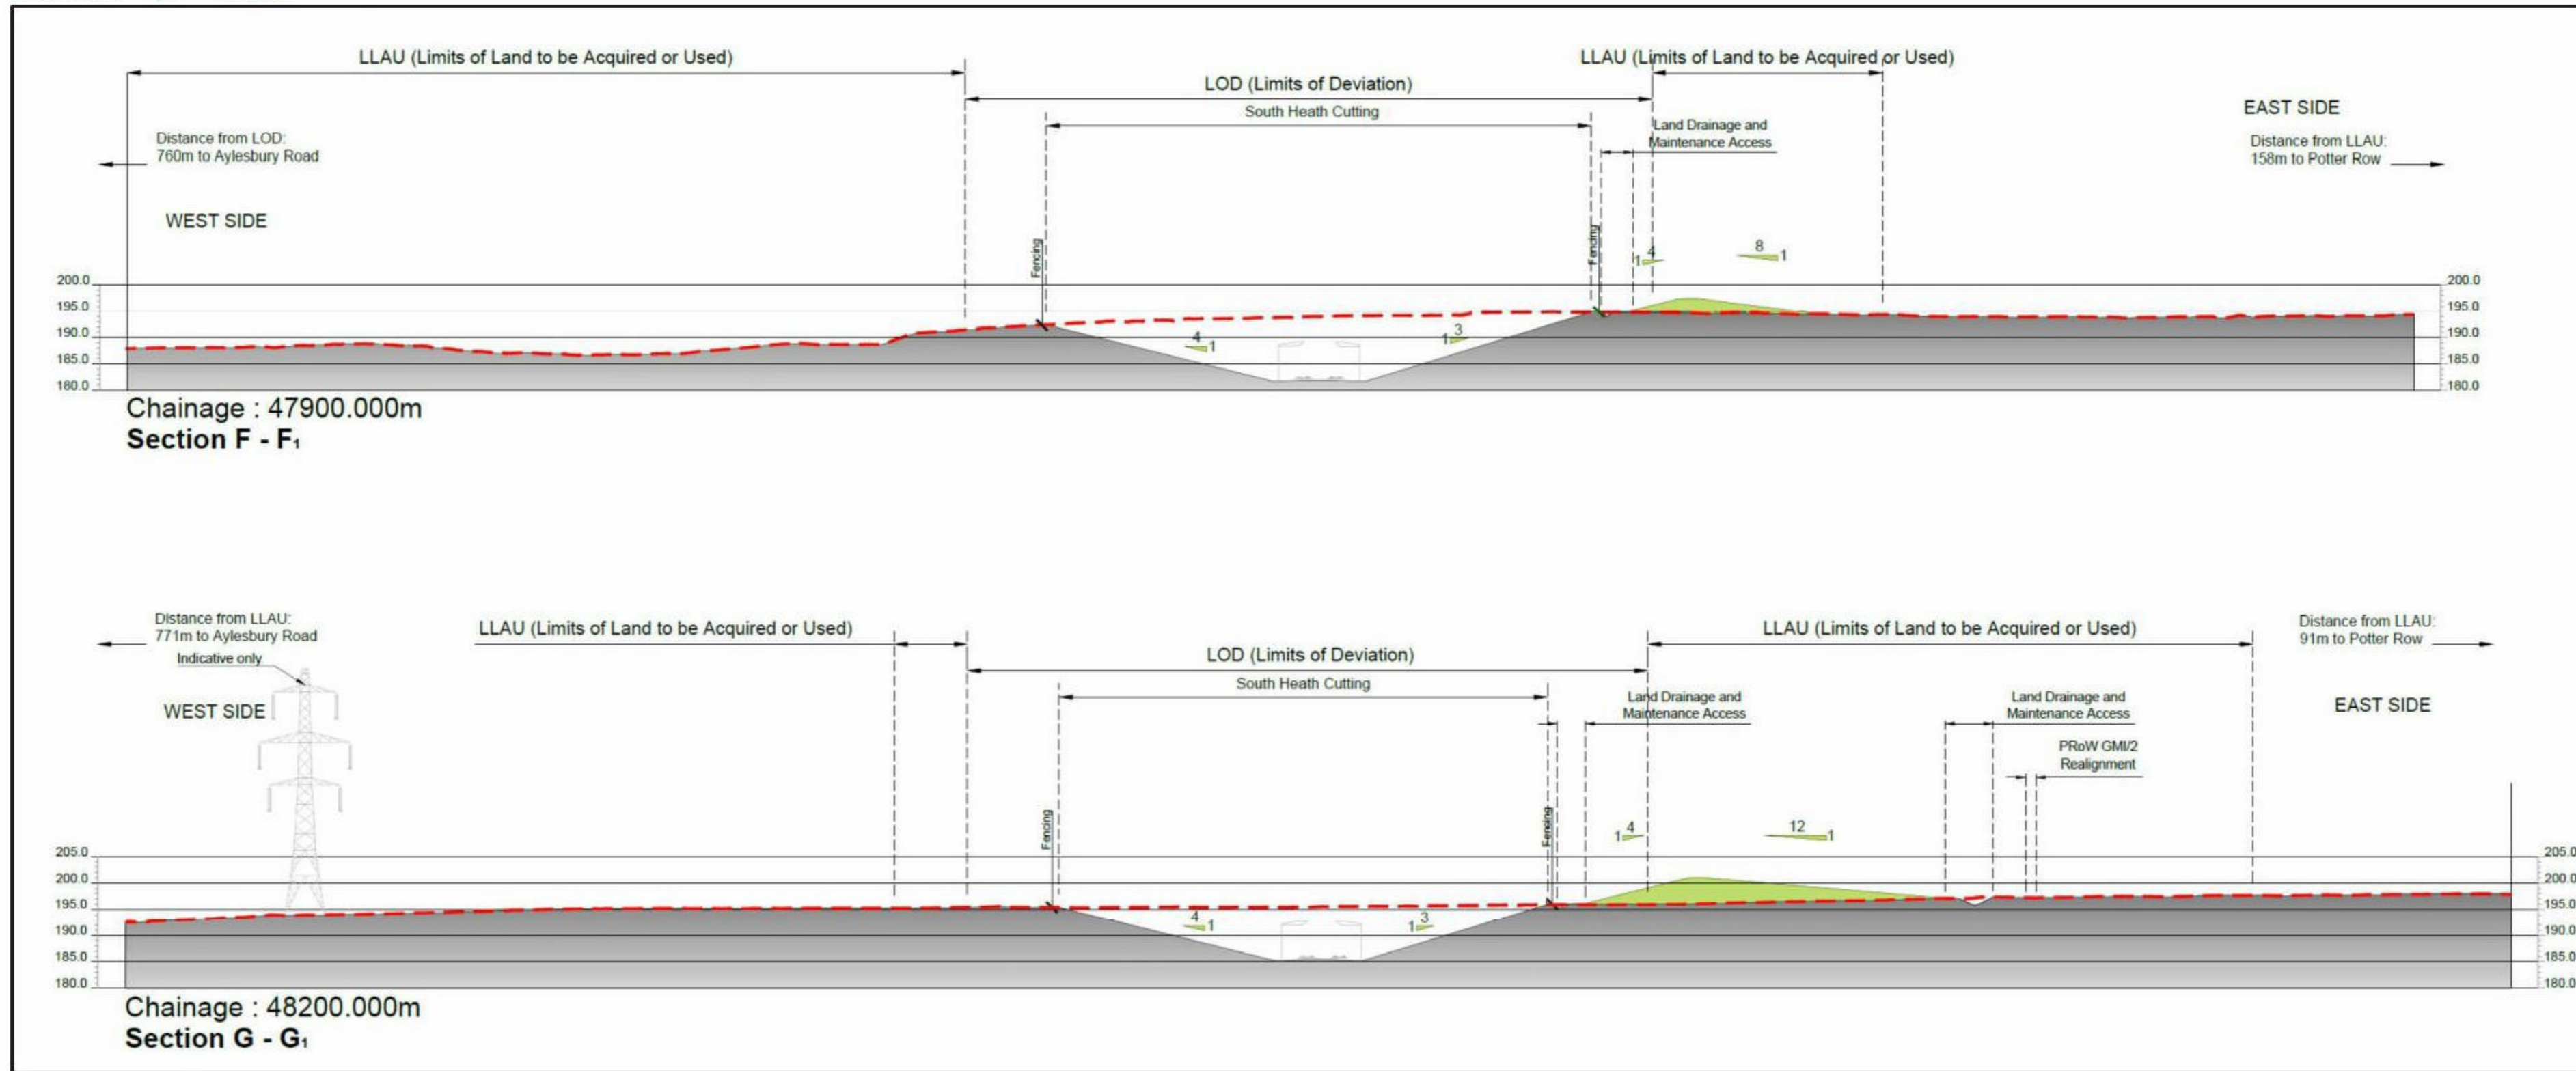 LLAU (Limits of Land to be Acquired or Used)
LLAU (Limits of Land to be Acquired or Used)
LOD (Limits of Deviation)
South Heath Cutting
EAST SIDE
Distance from LOD:
760m to Aylesbury Road
Land Drainage and
Maintenance Access
Distance from LLAU:
158m to Potter Row
WEST SIDE
Fencing
Fencing
1 4
8 1
200.0
195.0
190.0
185.0
180.0
4 1
1 3
200.0
195.0
190.0
185.0
180.0
Chainage : 47900.000m
Section F - F1
Distance from LLAU:
771m to Aylesbury Road
Indicative only
WEST SIDE
LLAU (Limits of Land to be Acquired or Used)
LOD (Limits of Deviation)
South Heath Cutting
LLAU (Limits of Land to be Acquired or Used)
Distance from LLAU:
91m to Potter Row
Land Drainage and
Maintenance Access
Land Drainage and
Maintenance Access
EAST SIDE
PRoW GMI/2
Realignment
Fencing
Fencing
1 4
12 1
205.0
200.0
195.0
190.0
185.0
180.0
4 1
1 3
205.0
200.0
195.0
190.0
185.0
180.0
Chainage : 48200.000m
Section G - G1